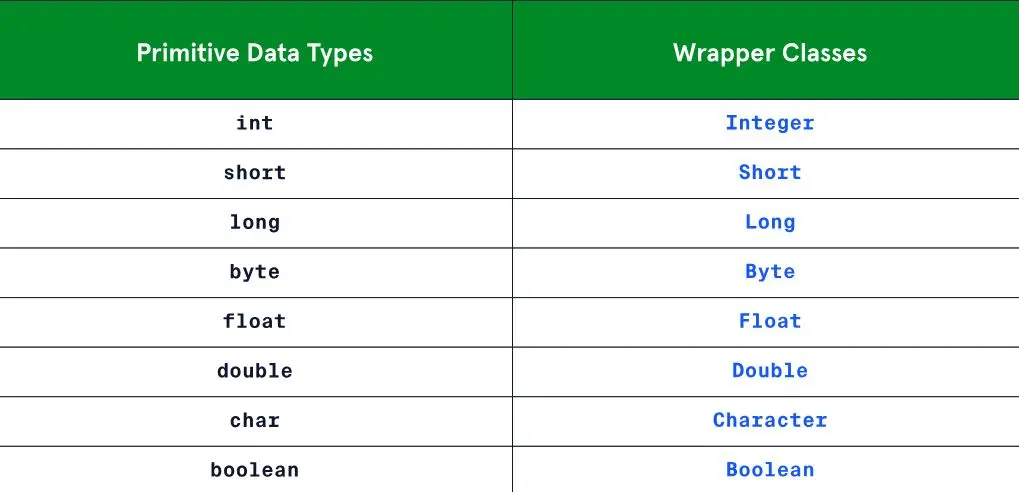 Primitive Data Types Wrapper Classes
int Integer
short Short
long Long
byte Byte
float Float
double Double
char Character
boolean Boolean